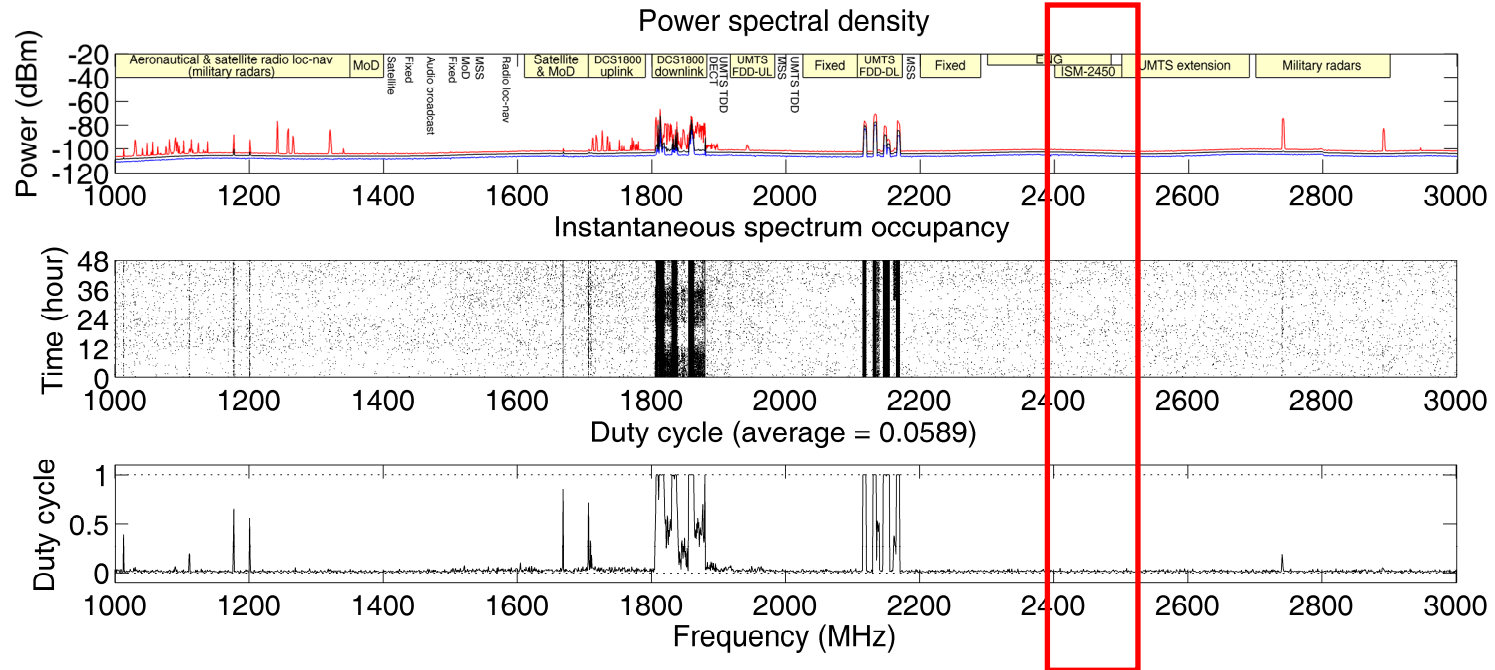 Power spectral density
Power (dBm)
-20
-40
-60
-80
-100
-120
Aeronautical & satellite radio loc-nav
(military radars)
MoD
Satellite
Fixed
Audio broadcast
Fixed
MoD
MSS
Radio loc-nav
Satellite
& MoD
DCS1800
uplink
DCS1800
downlink
DECT
UMTS TDD
UMTS
FDD-UL
MSS
UMTS TDD
Fixed
UMTS
FDD-DL
MSS
Fixed
ENG
ISM-2450
UMTS extension
Military radars
1000 1200 1400 1600 1800 2000 2200 2400 2600 2800 3000
Instantaneous spectrum occupancy
Time (hour)
48
36
24
12
0
1000 1200 1400 1600 1800 2000 2200 2400 2600 2800 3000
Duty cycle (average = 0.0589)
Duty cycle
1
0.5
0
1000 1200 1400 1600 1800 2000 2200 2400 2600 2800 3000
Frequency (MHz)